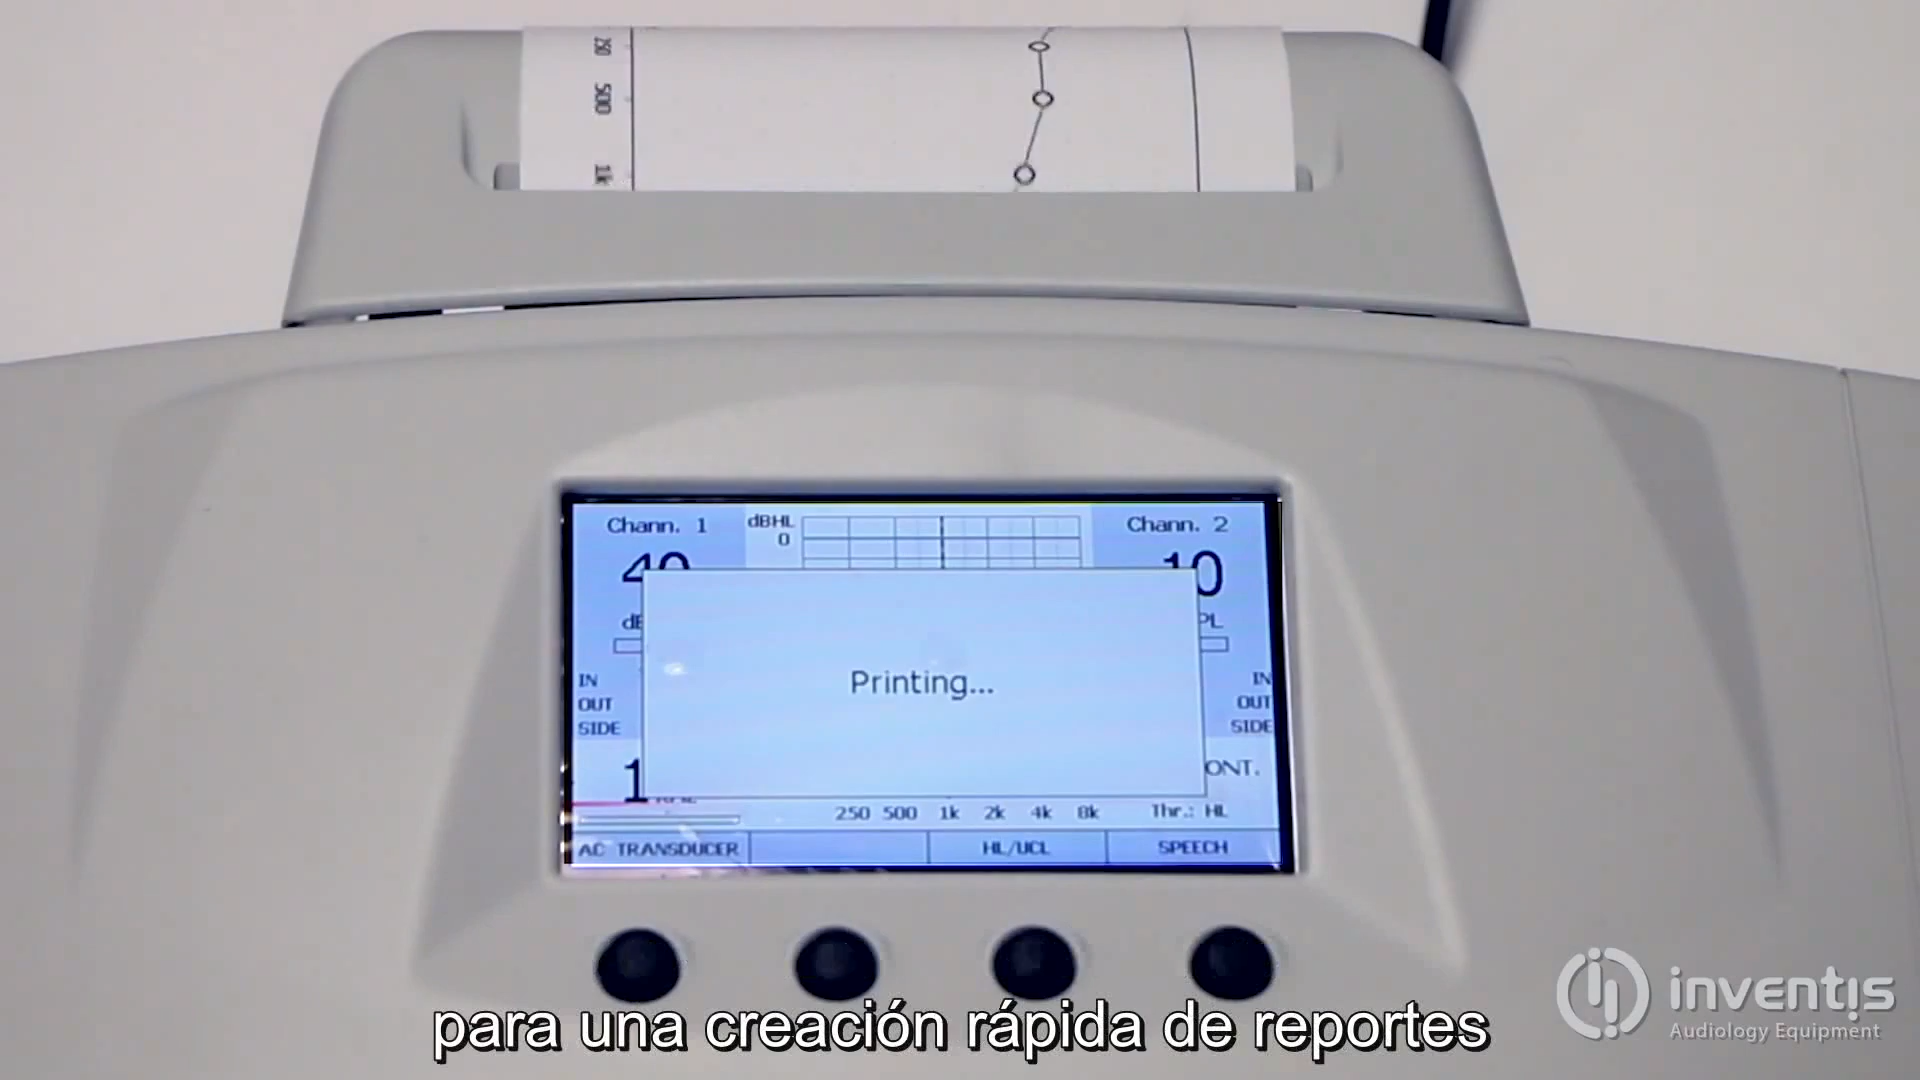 250
500
1k
Chann. 1
dBHL
0
Chann. 2
40
10
Printing...
IN
OUT
SIDE
IN
OUT
SIDE
1
250 500 1k 2k 4k 8k
Thr.: HL
AC TRANSDUCER
HL/UCL
SPEECH
para una creación rápida de reportes
inventis
Audiology Equipment